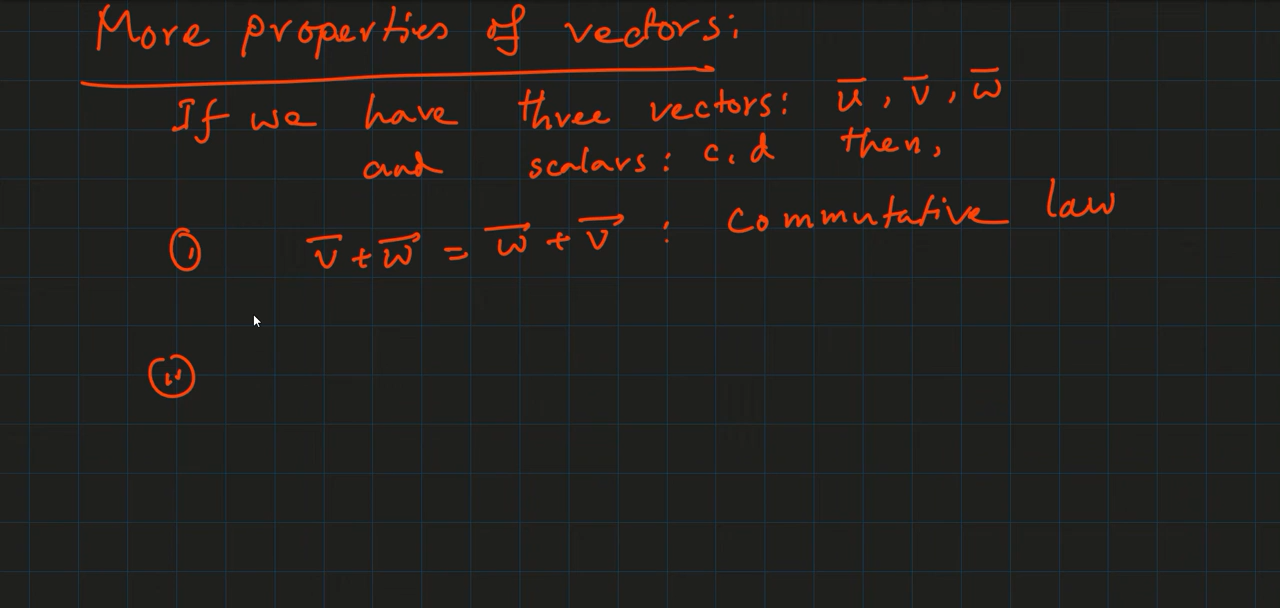 More properties of vectors:
If we have three vectors: u̅, v̅, w̅
and scalars: c, d then,
(i) v̅ + w⃗ = w⃗ + v⃗ : Commutative law
(ii)